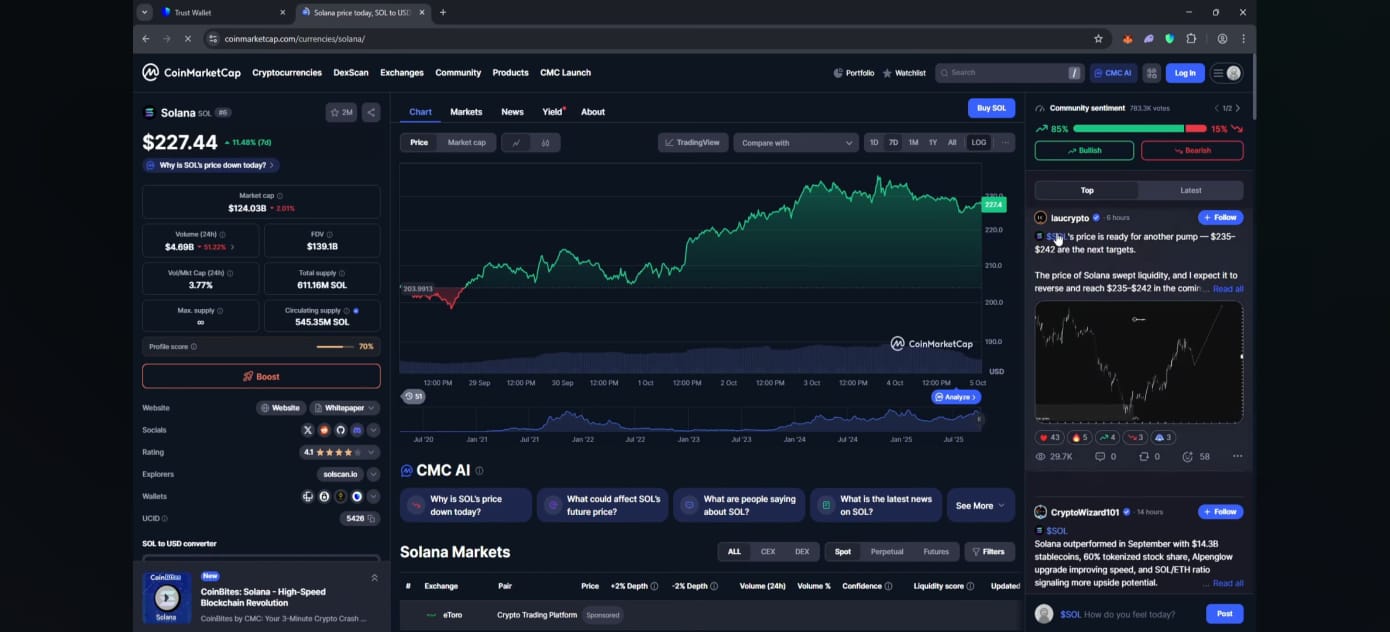 Trust Wallet
Solana price today, SOL to USD
coinmarketcap.com/currencies/solana/
CoinMarketCap
Cryptocurrencies DexScan Exchanges Community Products CMC Launch
Portfolio Watchlist Search / CMC AI Log In
Solana SOL #6
2M
$227.44 11.48% (7d)
Why is SOL's price down today?
Market cap
$124.03B 2.01%
Volume (24h) FDV
$4.69B 51.22% $139.1B
Vol/Mkt Cap (24h) Total supply
3.77% 611.16M SOL
Max. supply Circulating supply
∞ 545.35M SOL
Profile score 70%
Boost
Website Website Whitepaper
Socials
Rating 4.1
Explorers solscan.io
Wallets
UCID 5426
SOL to USD converter
CoinBites
Solana
New
CoinBites: Solana - High-Speed
Blockchain Revolution
CoinBites by CMC: Your 3-Minute Crypto Crash ...
Chart Markets News Yield About
Buy SOL
Price Market cap
TradingView Compare with 1D 7D 1M 1Y All LOG
230.0
227.4
220.0
210.0
203.9913
200.0
190.0
CoinMarketCap
USD
12:00 PM 29 Sep 12:00 PM 30 Sep 12:00 PM 1 Oct 12:00 PM 2 Oct 12:00 PM 3 Oct 12:00 PM 4 Oct 12:00 PM 5 Oct
51 Analyze
Jul '20 Jan '21 Jul '21 Jan '22 Jul '22 Jan '23 Jul '23 Jan '24 Jul '24 Jan '25 Jul '25
CMC AI
Why is SOL's price
down today?
What could affect SOL's
future price?
What are people saying
about SOL?
What is the latest news
on SOL?
See More
Solana Markets
ALL CEX DEX Spot Perpetual Futures Filters
# Exchange Pair Price +2% Depth -2% Depth Volume (24h) Volume % Confidence Liquidity score Updated
eToro Crypto Trading Platform Sponsored
Community sentiment 783.3K votes 1/2
85% 15%
Bullish Bearish
Top Latest
laucrypto · 6 hours + Follow
's price is ready for another pump — $235–
$242 are the next targets.
The price of Solana swept liquidity, and I expect it to
reverse and reach $235–$242 in the comin... Read all
43 5 4 3 3
29.7K 0 0 58
CryptoWizard101 · 14 hours + Follow
$SOL
Solana outperformed in September with $14.3B
stablecoins, 60% tokenized stock share, Alpenglow
upgrade improving speed, and SOL/ETH ratio
signaling more upside potential. ... Read all
$SOL How do you feel today? Post